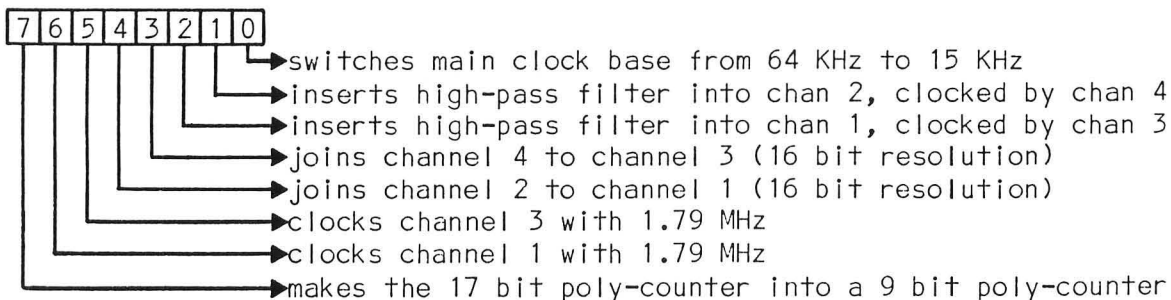 7 6 5 4 3 2 1 0
switches main clock base from 64 KHz to 15 KHz
inserts high-pass filter into chan 2, clocked by chan 4
inserts high-pass filter into chan 1, clocked by chan 3
joins channel 4 to channel 3 (16 bit resolution)
joins channel 2 to channel 1 (16 bit resolution)
clocks channel 3 with 1.79 MHz
clocks channel 1 with 1.79 MHz
makes the 17 bit poly-counter into a 9 bit poly-counter